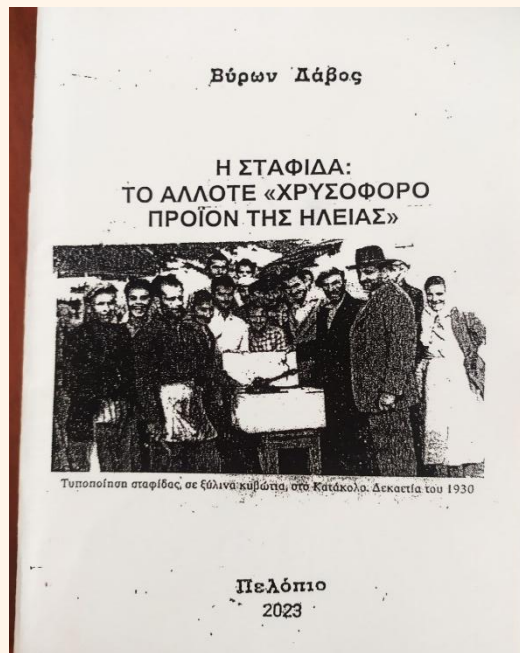 Βύρων Δάβος
Η ΣΤΑΦΙΔΑ:
ΤΟ ΑΛΛΟΤΕ «ΧΡΥΣΟΦΟΡΟ
ΠΡΟΪΟΝ ΤΗΣ ΗΛΕΙΑΣ»
Τυποποίηση σταφίδας, σε ξύλινα κιβώτια, στο Κατάκολο. Δεκαετία του 1930
Πελόπιο
2023